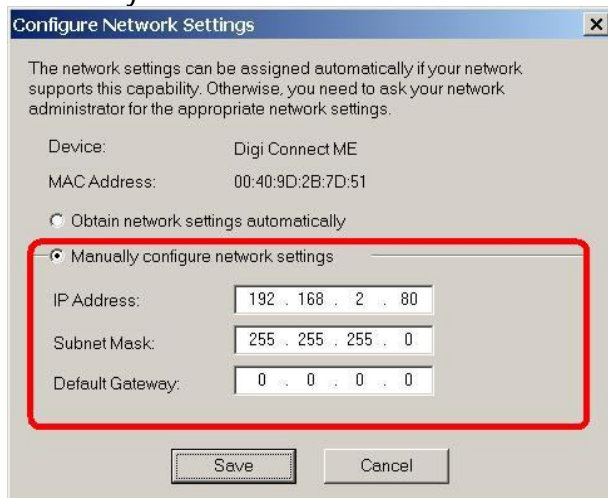 Configure Network Settings
The network settings can be assigned automatically if your network
supports this capability. Otherwise, you need to ask your network
administrator for the appropriate network settings.
Device: Digi Connect ME
MAC Address: 00:40:9D:2B:7D:51
Obtain network settings automatically
Manually configure network settings
IP Address: 192 . 168 . 2 . 80
Subnet Mask: 255 . 255 . 255 . 0
Default Gateway: 0 . 0 . 0 . 0
Save Cancel